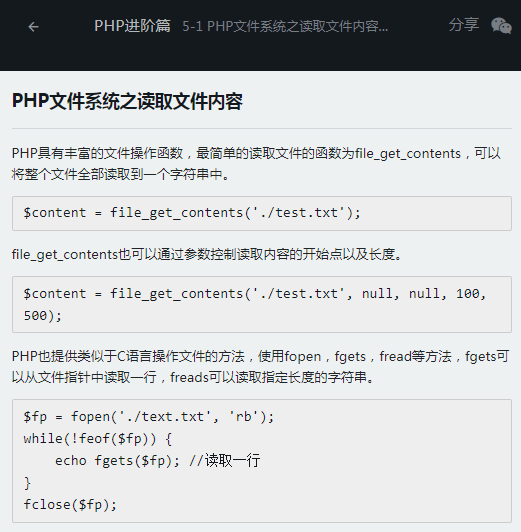 PHP进阶篇 5-1 PHP文件系统之读取文件内容... 分享
PHP文件系统之读取文件内容
PHP具有丰富的文件操作函数，最简单的读取文件的函数为file_get_contents，可以
将整个文件全部读取到一个字符串中。
$content = file_get_contents('./test.txt');
file_get_contents也可以通过参数控制读取内容的开始点以及长度。
$content = file_get_contents('./test.txt', null, null, 100,
500);
PHP也提供类似于C语言操作文件的方法，使用fopen，fgets，fread等方法，fgets可
以从文件指针中读取一行，freads可以读取指定长度的字符串。
$fp = fopen('./text.txt', 'rb');
while(!feof($fp)) {
    echo fgets($fp); //读取一行
}
fclose($fp);